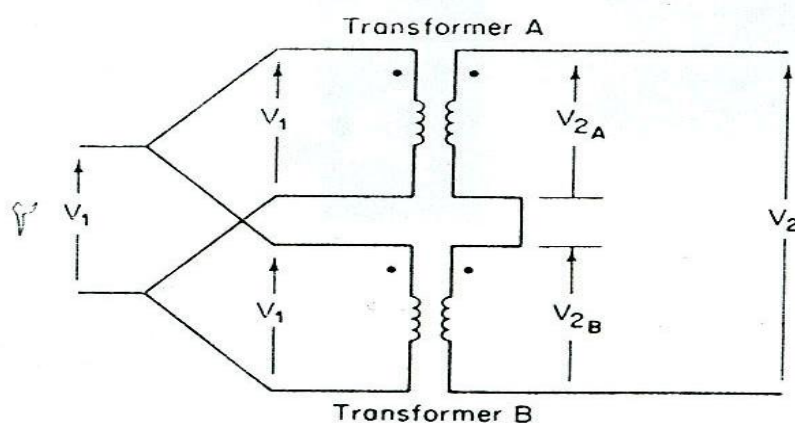 Transformer A
V₁
V₂A
V₁
V₂
V₁
V₂B
Transformer B